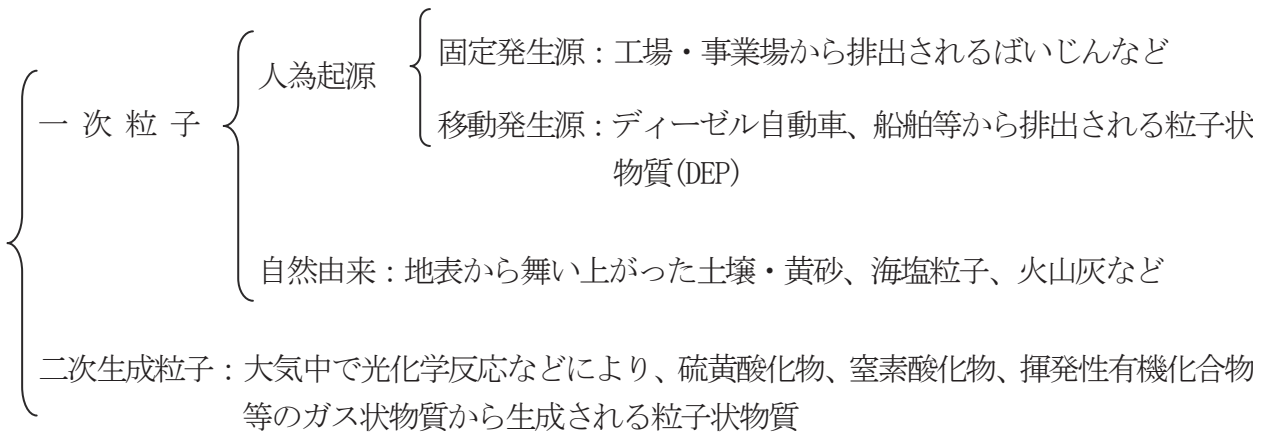 人為起源
固定発生源：工場・事業場から排出されるばいじんなど
一 次 粒 子
移動発生源：ディーゼル自動車、船舶等から排出される粒子状
物質(DEP)
自然由来：地表から舞い上がった土壌・黄砂、海塩粒子、火山灰など
二次生成粒子：大気中で光化学反応などにより、硫黄酸化物、窒素酸化物、揮発性有機化合物
等のガス状物質から生成される粒子状物質